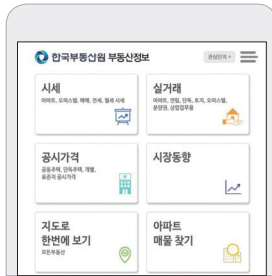 한국부동산원 부동산정보
관심단지
시세
아파트, 오피스텔, 매매, 전세, 월세 시세
실거래
아파트, 연립, 단독, 토지, 오피스텔,
분양권, 상업업무용
공시가격
공동주택, 단독주택, 개별,
표준지 공시가격
시장동향
지도로
한번에 보기
모든부동산
아파트
매물 찾기